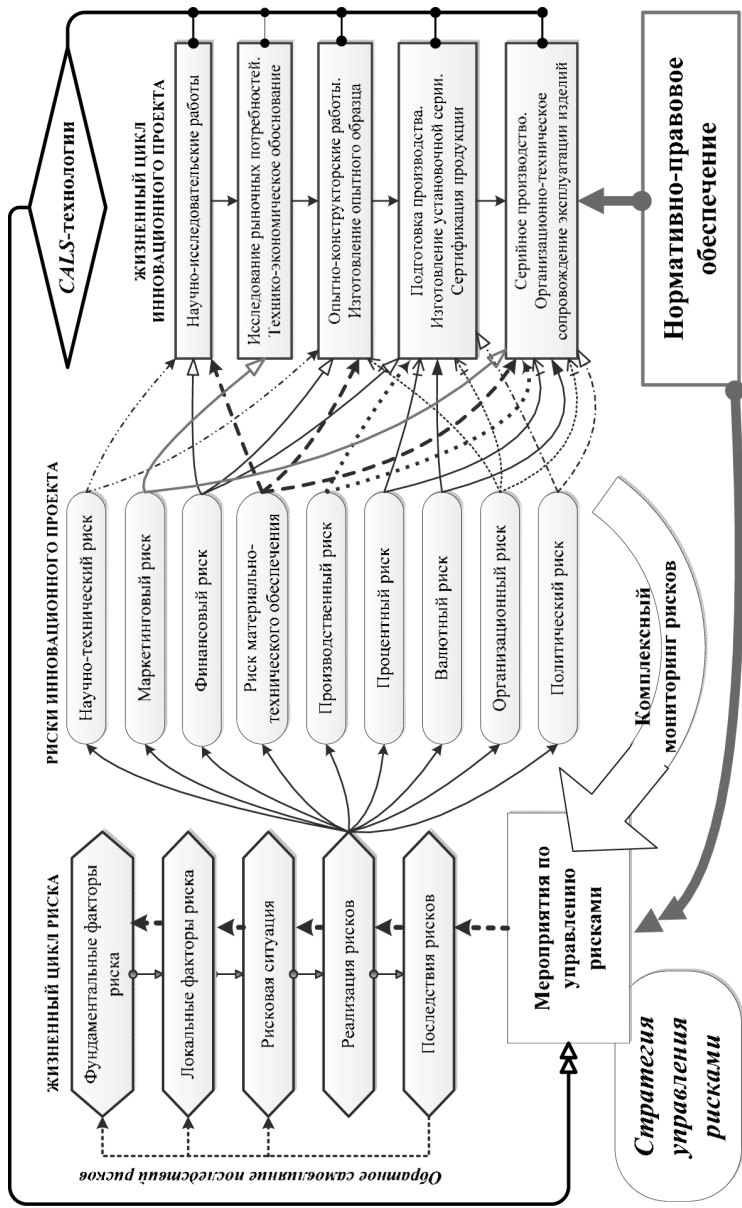 CALS-технологии
ЖИЗНЕННЫЙ ЦИКЛ РИСКА
Фундаментальные факторы
риска
Локальные факторы риска
Рисковая ситуация
Реализация рисков
Последствия рисков
Обратное самовлияние последствий рисков
Мероприятия по
управлению
рисками
Стратегия
управления
рисками
РИСКИ ИННОВАЦИОННОГО ПРОЕКТА
Научно-технический риск
Маркетинговый риск
Финансовый риск
Риск материально-
технического обеспечения
Производственный риск
Процентный риск
Валютный риск
Организационный риск
Политический риск
Комплексный
мониторинг рисков
ЖИЗНЕННЫЙ ЦИКЛ
ИННОВАЦИОННОГО ПРОЕКТА
Научно-исследовательские работы
Исследование рыночных потребностей.
Технико-экономическое обоснование
Опытно-конструкторские работы.
Изготовление опытного образца
Подготовка производства.
Изготовление установочной серии.
Сертификация продукции
Серийное производство.
Организационно-техническое
сопровождение эксплуатации изделий
Нормативно-правовое
обеспечение